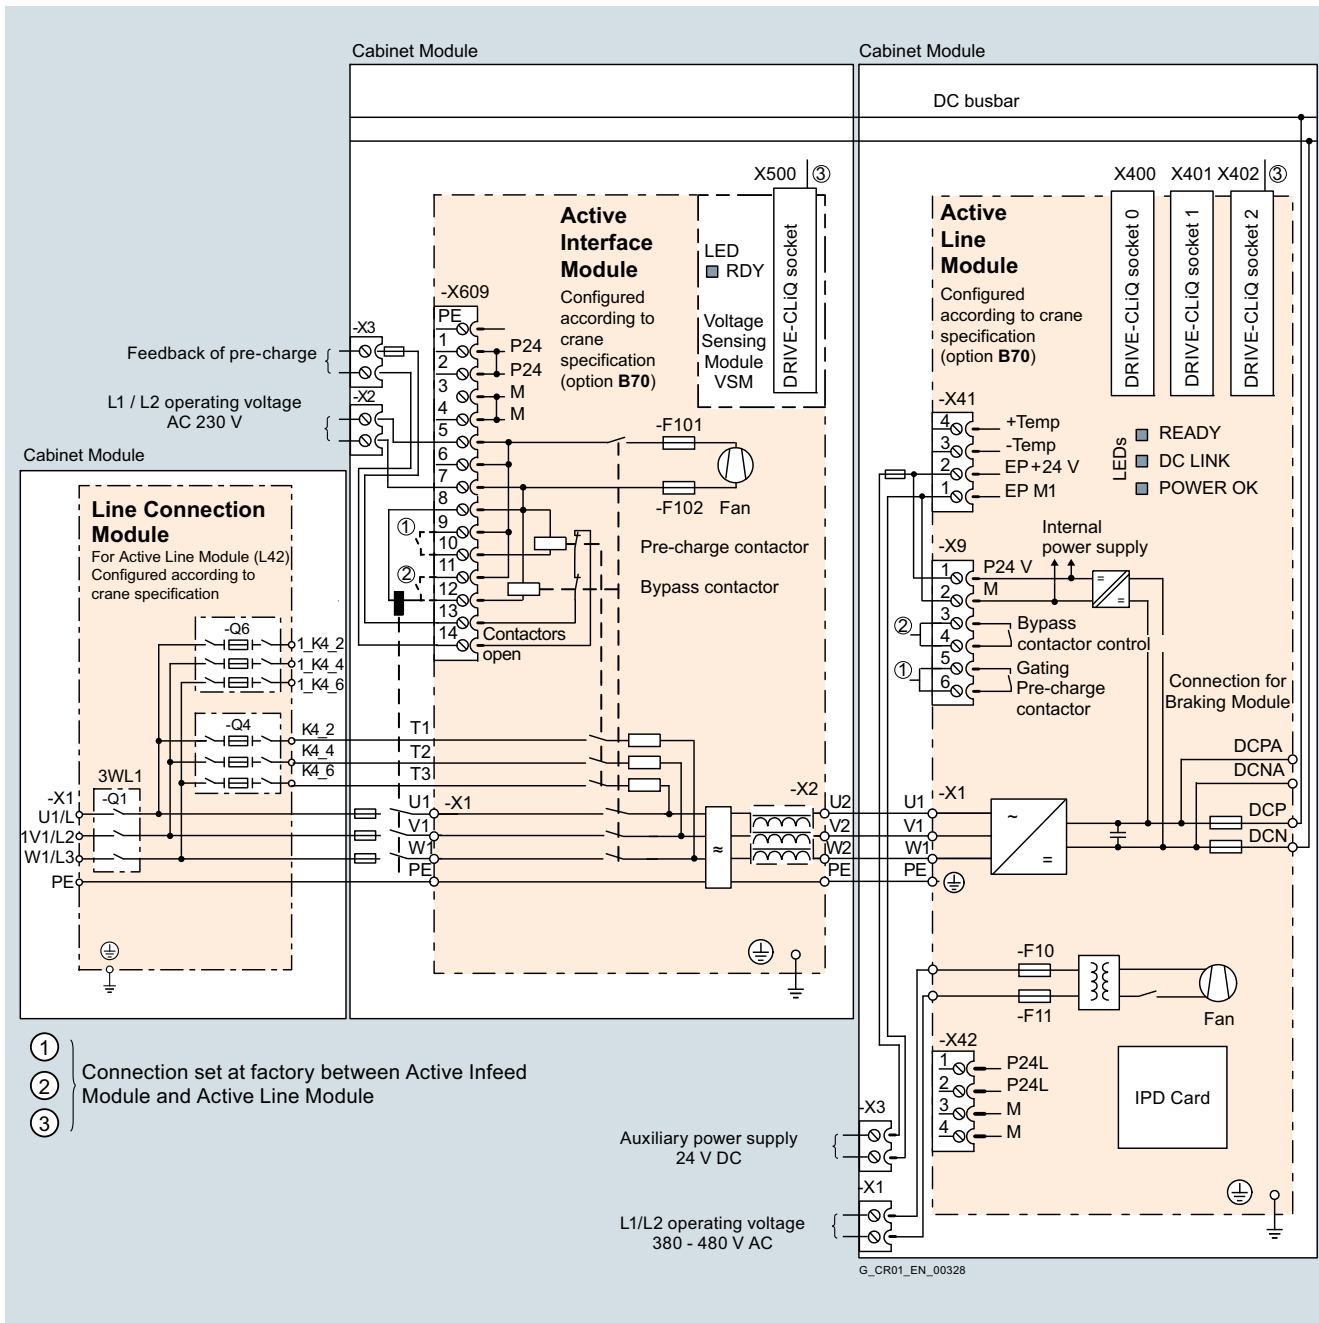 Cabinet Module
Cabinet Module
DC busbar
X500
③
X400
X401
X402
③
Active
Interface
Module
Configured
according to
crane
specification
(option B70)
LED
RDY
Voltage
Sensing
Module
VSM
DRIVE-CLiQ socket
Active
Line
Module
Configured
according to crane
specification
(option B70)
DRIVE-CLiQ socket 0
DRIVE-CLiQ socket 1
DRIVE-CLiQ socket 2
-X609
PE
1
2
3
4
5
6
7
8
9
10
11
12
13
14
P24
P24
M
M
-X3
Feedback of pre-charge
-X2
L1 / L2 operating voltage
AC 230 V
-F101
-F102
Fan
①
②
Pre-charge contactor
Bypass contactor
Contactors
open
-X41
4
3
2
1
+Temp
-Temp
EP +24 V
EP M1
LEDs
READY
DC LINK
POWER OK
Internal
power supply
-X9
1
2
3
4
5
6
P24 V
M
②
①
Bypass
contactor control
Gating
Pre-charge
contactor
Connection for
Braking Module
DCPA
DCNA
DCP
DCN
Cabinet Module
Line Connection
Module
For Active Line Module (L42)
Configured according to
crane specification
-Q6
1_K4_2
1_K4_4
1_K4_6
-Q4
K4_2
K4_4
K4_6
T1
T2
T3
3WL1
-Q1
-X1
U1/L
1V1/L2
W1/L3
PE
U1
V1
W1
PE
-X1
≈
-X2
U2
V2
W2
PE
U1
V1
W1
PE
-X1
~
=
-F10
-F11
Fan
-X42
1
2
3
4
P24L
P24L
M
M
IPD Card
①
②
③
Connection set at factory between Active Infeed
Module and Active Line Module
-X3
Auxiliary power supply
24 V DC
-X1
L1/L2 operating voltage
380 - 480 V AC
G_CR01_EN_00328